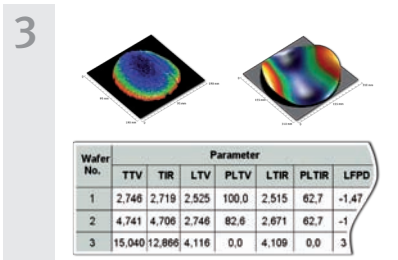 3
Wafer No. Parameter
TTV TIR LTV PLTV LTIR PLTIR LFPD
1 2,746 2,719 2,525 100,0 2,515 62,7 -1,47
2 4,741 4,706 2,746 82,6 2,671 62,7 -1
3 15,040 12,866 4,116 0,0 4,109 0,0 3